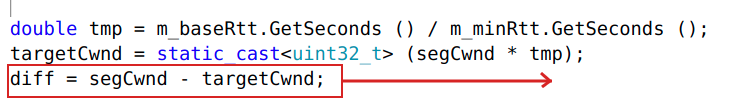 double tmp = m_baseRtt.GetSeconds () / m_minRtt.GetSeconds ();
targetCwnd = static_cast<uint32_t> (segCwnd * tmp);
diff = segCwnd - targetCwnd;